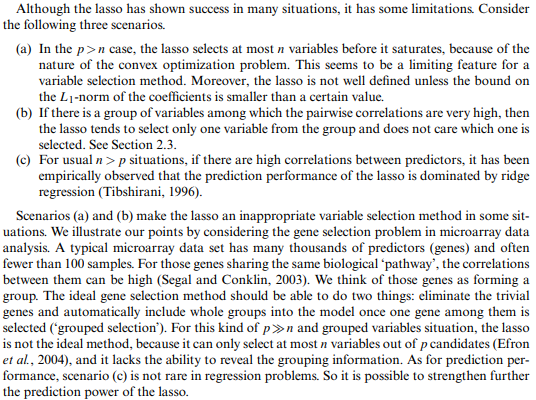 Although the lasso has shown success in many situations, it has some limitations. Consider
the following three scenarios.
(a) In the p>n case, the lasso selects at most n variables before it saturates, because of the
nature of the convex optimization problem. This seems to be a limiting feature for a
variable selection method. Moreover, the lasso is not well defined unless the bound on
the L₁-norm of the coefficients is smaller than a certain value.
(b) If there is a group of variables among which the pairwise correlations are very high, then
the lasso tends to select only one variable from the group and does not care which one is
selected. See Section 2.3.
(c) For usual n>p situations, if there are high correlations between predictors, it has been
empirically observed that the prediction performance of the lasso is dominated by ridge
regression (Tibshirani, 1996).
Scenarios (a) and (b) make the lasso an inappropriate variable selection method in some sit-
uations. We illustrate our points by considering the gene selection problem in microarray data
analysis. A typical microarray data set has many thousands of predictors (genes) and often
fewer than 100 samples. For those genes sharing the same biological ‘pathway’, the correlations
between them can be high (Segal and Conklin, 2003). We think of those genes as forming a
group. The ideal gene selection method should be able to do two things: eliminate the trivial
genes and automatically include whole groups into the model once one gene among them is
selected (‘grouped selection’). For this kind of p≫n and grouped variables situation, the lasso
is not the ideal method, because it can only select at most n variables out of p candidates (Efron
et al., 2004), and it lacks the ability to reveal the grouping information. As for prediction per-
formance, scenario (c) is not rare in regression problems. So it is possible to strengthen further
the prediction power of the lasso.